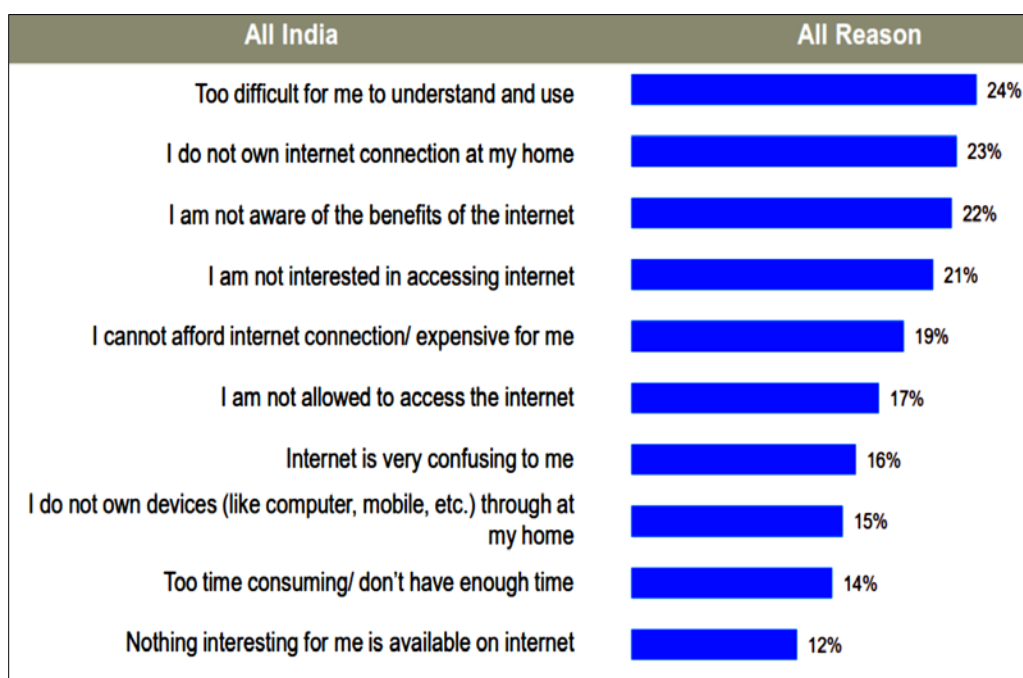 All India All Reason
Too difficult for me to understand and use 24%
I do not own internet connection at my home 23%
I am not aware of the benefits of the internet 22%
I am not interested in accessing internet 21%
I cannot afford internet connection/ expensive for me 19%
I am not allowed to access the internet 17%
Internet is very confusing to me 16%
I do not own devices (like computer, mobile, etc.) through at
my home 15%
Too time consuming/ don't have enough time 14%
Nothing interesting for me is available on internet 12%